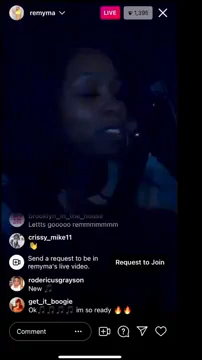 remyma
LIVE
1,395
brooklyn_in_the_house
Lettts gooooo remmmmmmm
crissy_mike11
👋
Send a request to be in
remyma's live video.
Request to Join
rodericusgrayson
New 🎵
get_it_boogie
Ok🎵🎵🎵🎵 im so ready 🔥🔥
Comment